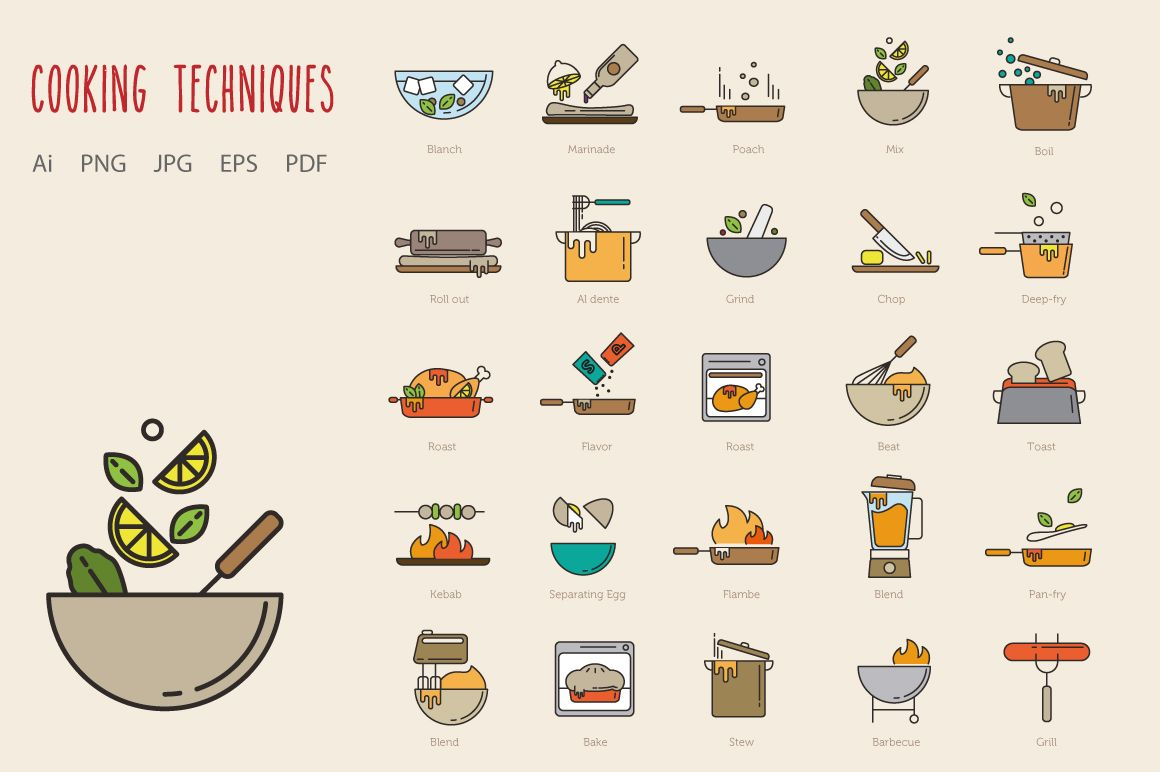 COOKING TECHNIQUES
Ai PNG JPG EPS PDF
Blanch Marinade Poach Mix Boil
Roll out Al dente Grind Chop Deep-fry
S P
Roast Flavor Roast Beat Toast
Kebab Separating Egg Flambe Blend Pan-fry
Blend Bake Stew Barbecue Grill